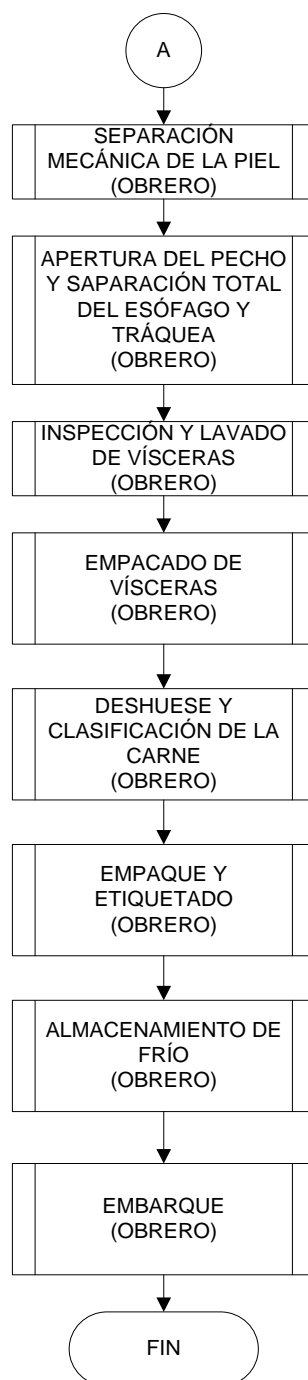 A
SEPARACIÓN
MECÁNICA DE LA PIEL
(OBRERO)
APERTURA DEL PECHO
Y SAPARACIÓN TOTAL
DEL ESÓFAGO Y
TRÁQUEA
(OBRERO)
INSPECCIÓN Y LAVADO
DE VÍSCERAS
(OBRERO)
EMPACADO DE
VÍSCERAS
(OBRERO)
DESHUESE Y
CLASIFICACIÓN DE LA
CARNE
(OBRERO)
EMPAQUE Y
ETIQUETADO
(OBRERO)
ALMACENAMIENTO DE
FRÍO
(OBRERO)
EMBARQUE
(OBRERO)
FIN